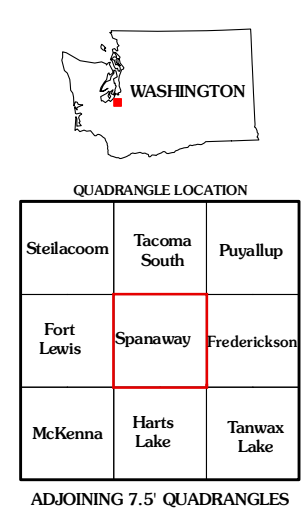 WASHINGTON
QUADRANGLE LOCATION
Steilacoom
Tacoma
South
Puyallup
Fort
Lewis
Spanaway
Frederickson
McKenna
Harts
Lake
Tanwax
Lake
ADJOINING 7.5' QUADRANGLES